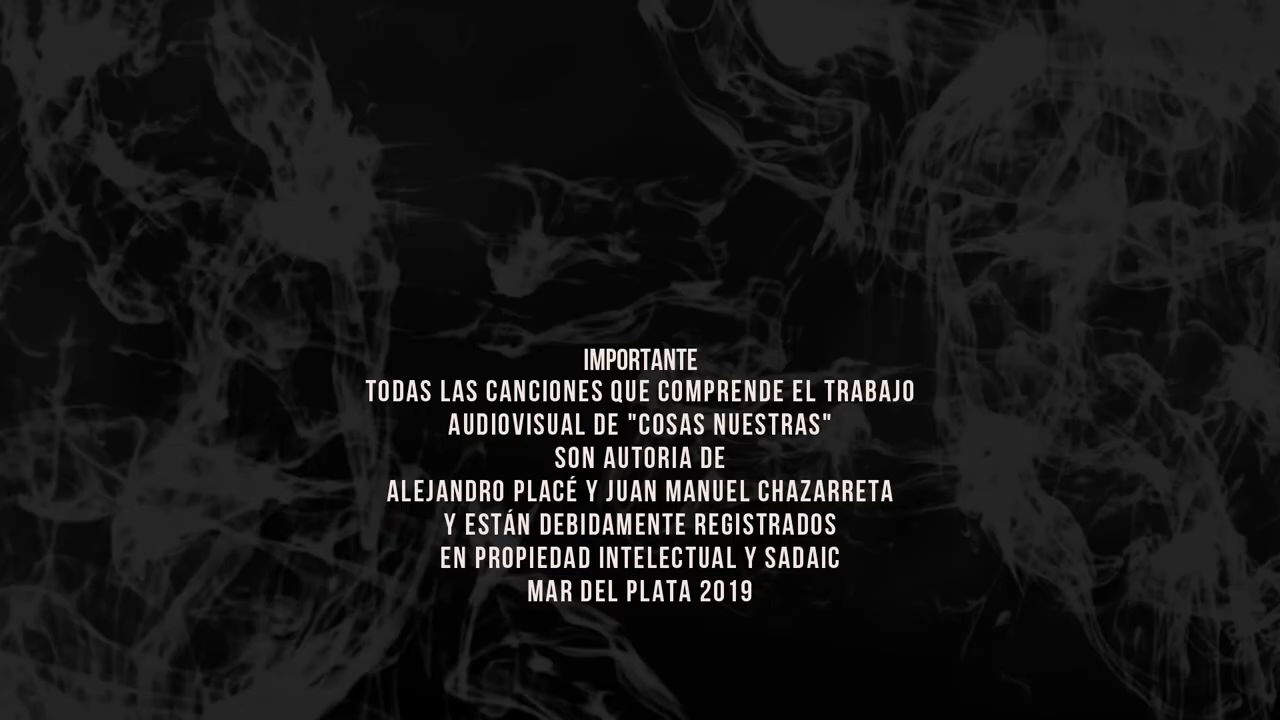 IMPORTANTE
TODAS LAS CANCIONES QUE COMPRENDE EL TRABAJO
AUDIOVISUAL DE "COSAS NUESTRAS"
SON AUTORIA DE
ALEJANDRO PLACÉ Y JUAN MANUEL CHAZARRETA
Y ESTÁN DEBIDAMENTE REGISTRADOS
EN PROPIEDAD INTELECTUAL Y SADAIC
MAR DEL PLATA 2019